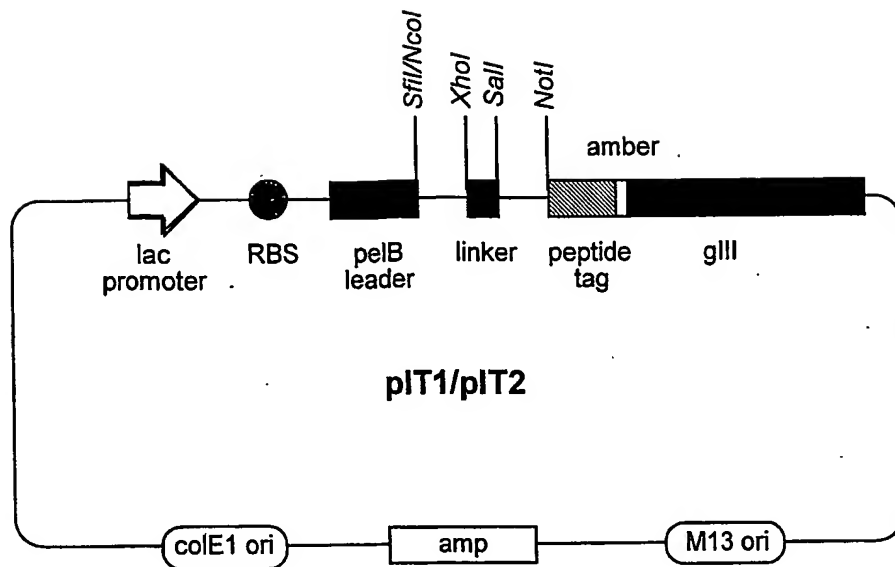 SfiI/NcoI
XhoI
SalI
NotI
amber
lac
promoter
RBS
pelB
leader
linker
peptide
tag
gIII
pIT1/pIT2
colE1 ori
amp
M13 ori